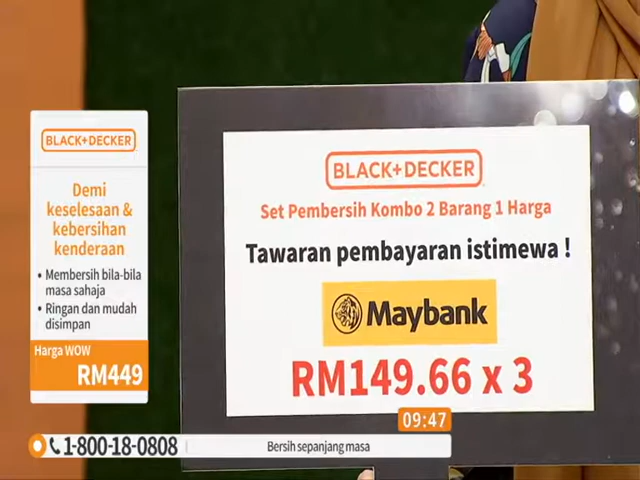 BLACK+DECKER
Demi
keselesaan &
kebersihan
kenderaan
• Membersih bila-bila
masa sahaja
• Ringan dan mudah
disimpan
Harga WOW
RM449
BLACK+DECKER
Set Pembersih Kombo 2 Barang 1 Harga
Tawaran pembayaran istimewa !
Maybank
RM149.66 x 3
09:47
1-800-18-0808
Bersih sepanjang masa